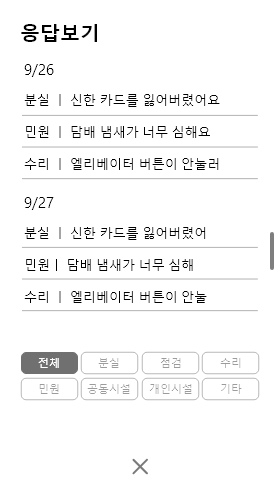 응답보기
9/26
분실 | 신한 카드를 잃어버렸어요
민원 | 담배 냄새가 너무 심해요
수리 | 엘리베이터 버튼이 안눌러
9/27
분실 | 신한 카드를 잃어버렸어
민원 | 담배 냄새가 너무 심해
수리 | 엘리베이터 버튼이 안눌
전체 분실 점검 수리
민원 공동시설 개인시설 기타